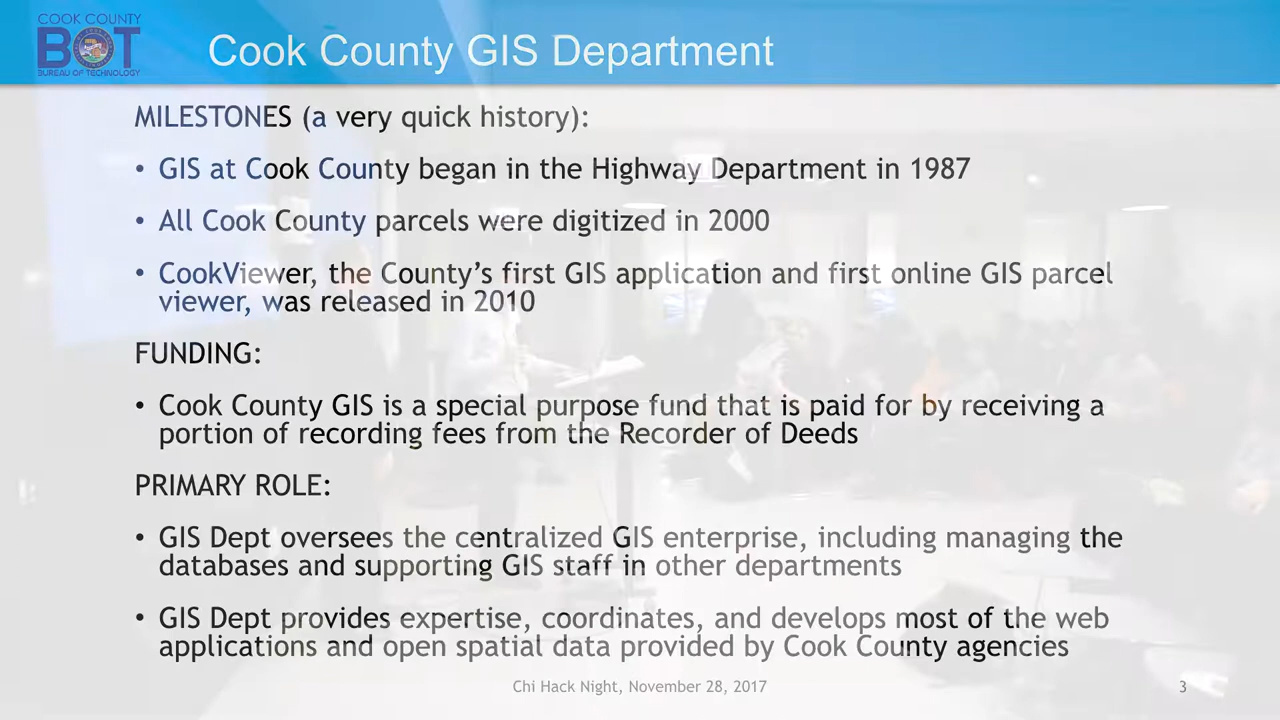 COOK COUNTY
BOT
BUREAU OF TECHNOLOGY
Cook County GIS Department
MILESTONES (a very quick history):
• GIS at Cook County began in the Highway Department in 1987
• All Cook County parcels were digitized in 2000
• CookViewer, the County’s first GIS application and first online GIS parcel
viewer, was released in 2010
FUNDING:
• Cook County GIS is a special purpose fund that is paid for by receiving a
portion of recording fees from the Recorder of Deeds
PRIMARY ROLE:
• GIS Dept oversees the centralized GIS enterprise, including managing the
databases and supporting GIS staff in other departments
• GIS Dept provides expertise, coordinates, and develops most of the web
applications and open spatial data provided by Cook County agencies
Chi Hack Night, November 28, 2017
3